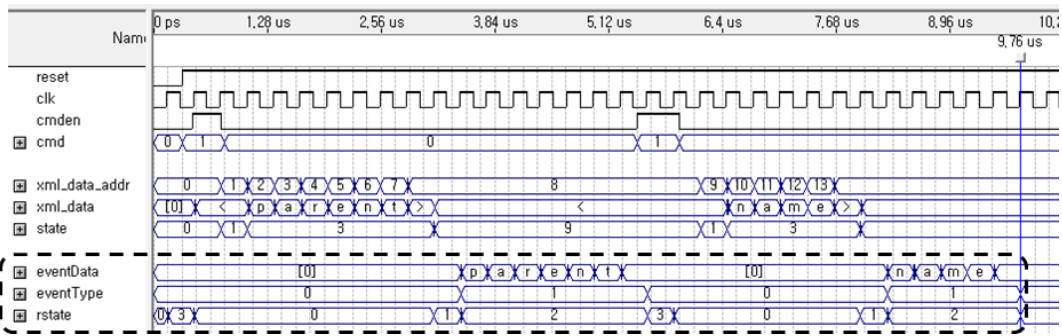 0 ps 1,28 us 2,56 us 3,84 us 5,12 us 6,4 us 7,68 us 8,96 us 10,2
Nam
9,76 us
reset
clk
cmden
cmd 0 1 0 1
xml_data_addr 0 1 2 3 4 5 6 7 8 9 10 11 12 13
xml_data [0] < p a r e n t > < n a m e >
state 0 1 3 9 1 3
eventData [0] p a r e n t [0] n a m e
eventType 0 1 0 1
rstate 0 3 0 1 2 3 0 1 2